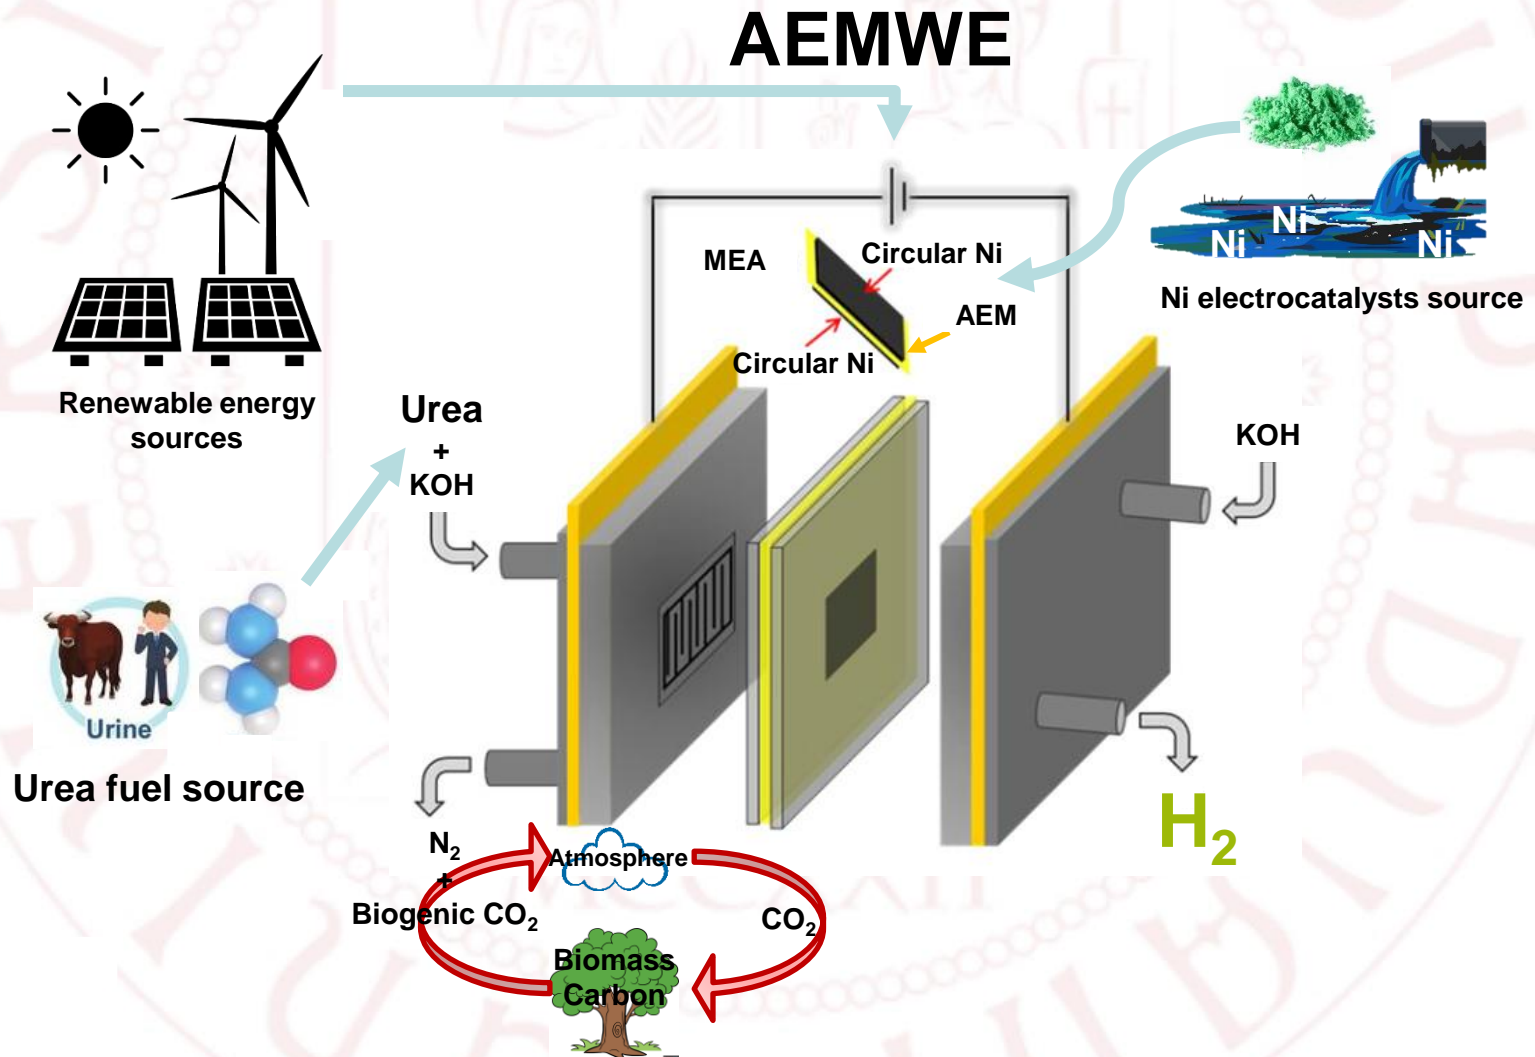 AEMWE
Ni
Ni
Ni
Ni electrocatalysts source
MEA
Circular Ni
AEM
Circular Ni
Renewable energy
sources
Urea
+
KOH
KOH
Urine
Urea fuel source
H₂
N₂
+
Biogenic CO₂
Atmosphere
CO₂
Biomass
Carbon